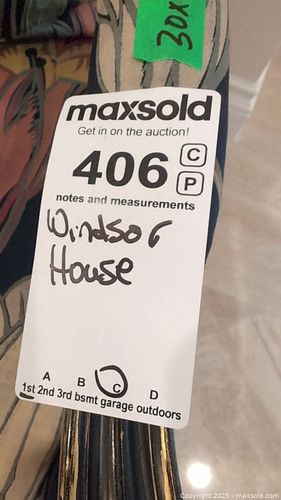 30x
maxsold
Get in on the auction!
406 C
P
notes and measurements
Windsor
House
A B C D
1st 2nd 3rd bsmt garage outdoors
Copyright 2025 - maxsold.com